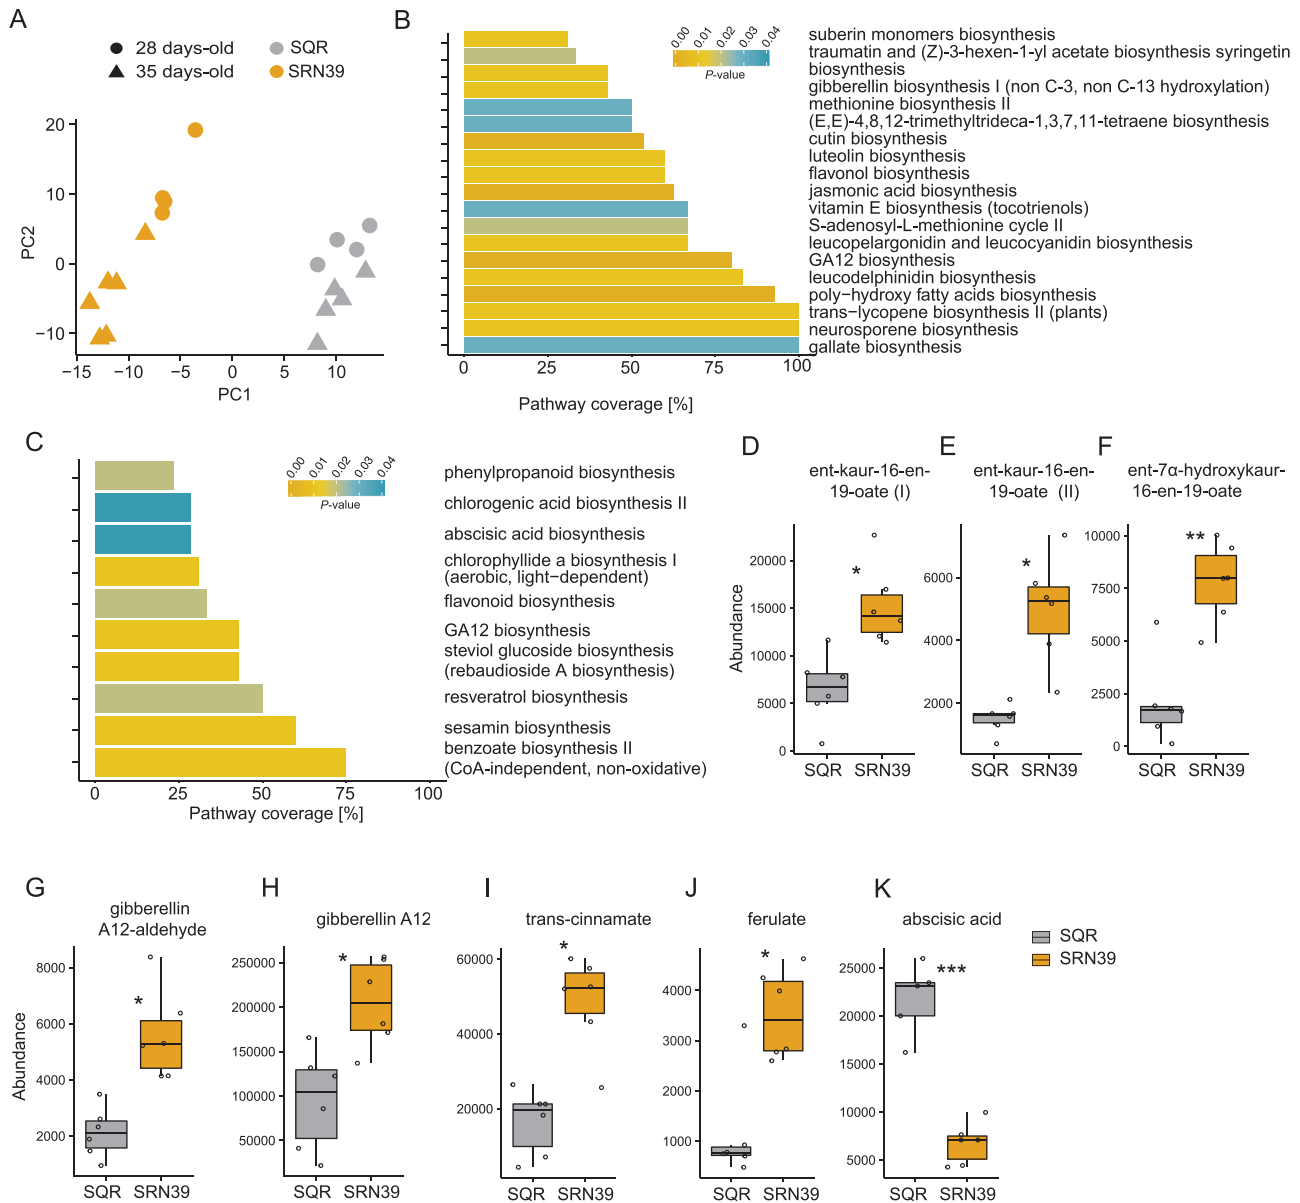 A
28 days-old
SQR
35 days-old
SRN39
20
10
0
−10
PC2
−15
−10
−5
0
5
10
PC1
B
0.00
0.01
0.02
0.03
0.04
P-value
suberin monomers biosynthesis
traumatin and (Z)-3-hexen-1-yl acetate biosynthesis syringetin
biosynthesis
gibberellin biosynthesis I (non C-3, non C-13 hydroxylation)
methionine biosynthesis II
(E,E)-4,8,12-trimethyltrideca-1,3,7,11-tetraene biosynthesis
cutin biosynthesis
luteolin biosynthesis
flavonol biosynthesis
jasmonic acid biosynthesis
vitamin E biosynthesis (tocotrienols)
S-adenosyl-L-methionine cycle II
leucopelargonidin and leucocyanidin biosynthesis
GA12 biosynthesis
leucodelphinidin biosynthesis
poly−hydroxy fatty acids biosynthesis
trans-lycopene biosynthesis II (plants)
neurosporene biosynthesis
gallate biosynthesis
0
25
50
75
100
Pathway coverage [%]
C
0.00
0.01
0.02
0.03
0.04
P-value
phenylpropanoid biosynthesis
chlorogenic acid biosynthesis II
abscisic acid biosynthesis
chlorophyllide a biosynthesis I
(aerobic, light−dependent)
flavonoid biosynthesis
GA12 biosynthesis
steviol glucoside biosynthesis
(rebaudioside A biosynthesis)
resveratrol biosynthesis
sesamin biosynthesis
benzoate biosynthesis II
(CoA-independent, non-oxidative)
0
25
50
75
100
Pathway coverage [%]
D
ent-kaur-16-en-
19-oate (I)
Abundance
20000
15000
10000
5000
0
*
SQR
SRN39
E
ent-kaur-16-en-
19-oate (II)
6000
4000
2000
*
SQR
SRN39
F
ent-7α-hydroxykaur-
16-en-19-oate
10000
7500
5000
2500
0
**
SQR
SRN39
G
gibberellin
A12-aldehyde
Abundance
8000
6000
4000
2000
*
SQR
SRN39
H
gibberellin A12
250000
200000
150000
100000
50000
*
SQR
SRN39
I
trans-cinnamate
60000
40000
20000
*
SQR
SRN39
J
ferulate
4000
3000
2000
1000
*
SQR
SRN39
K
abscisic acid
25000
20000
15000
10000
5000
***
SQR
SRN39
SQR
SRN39